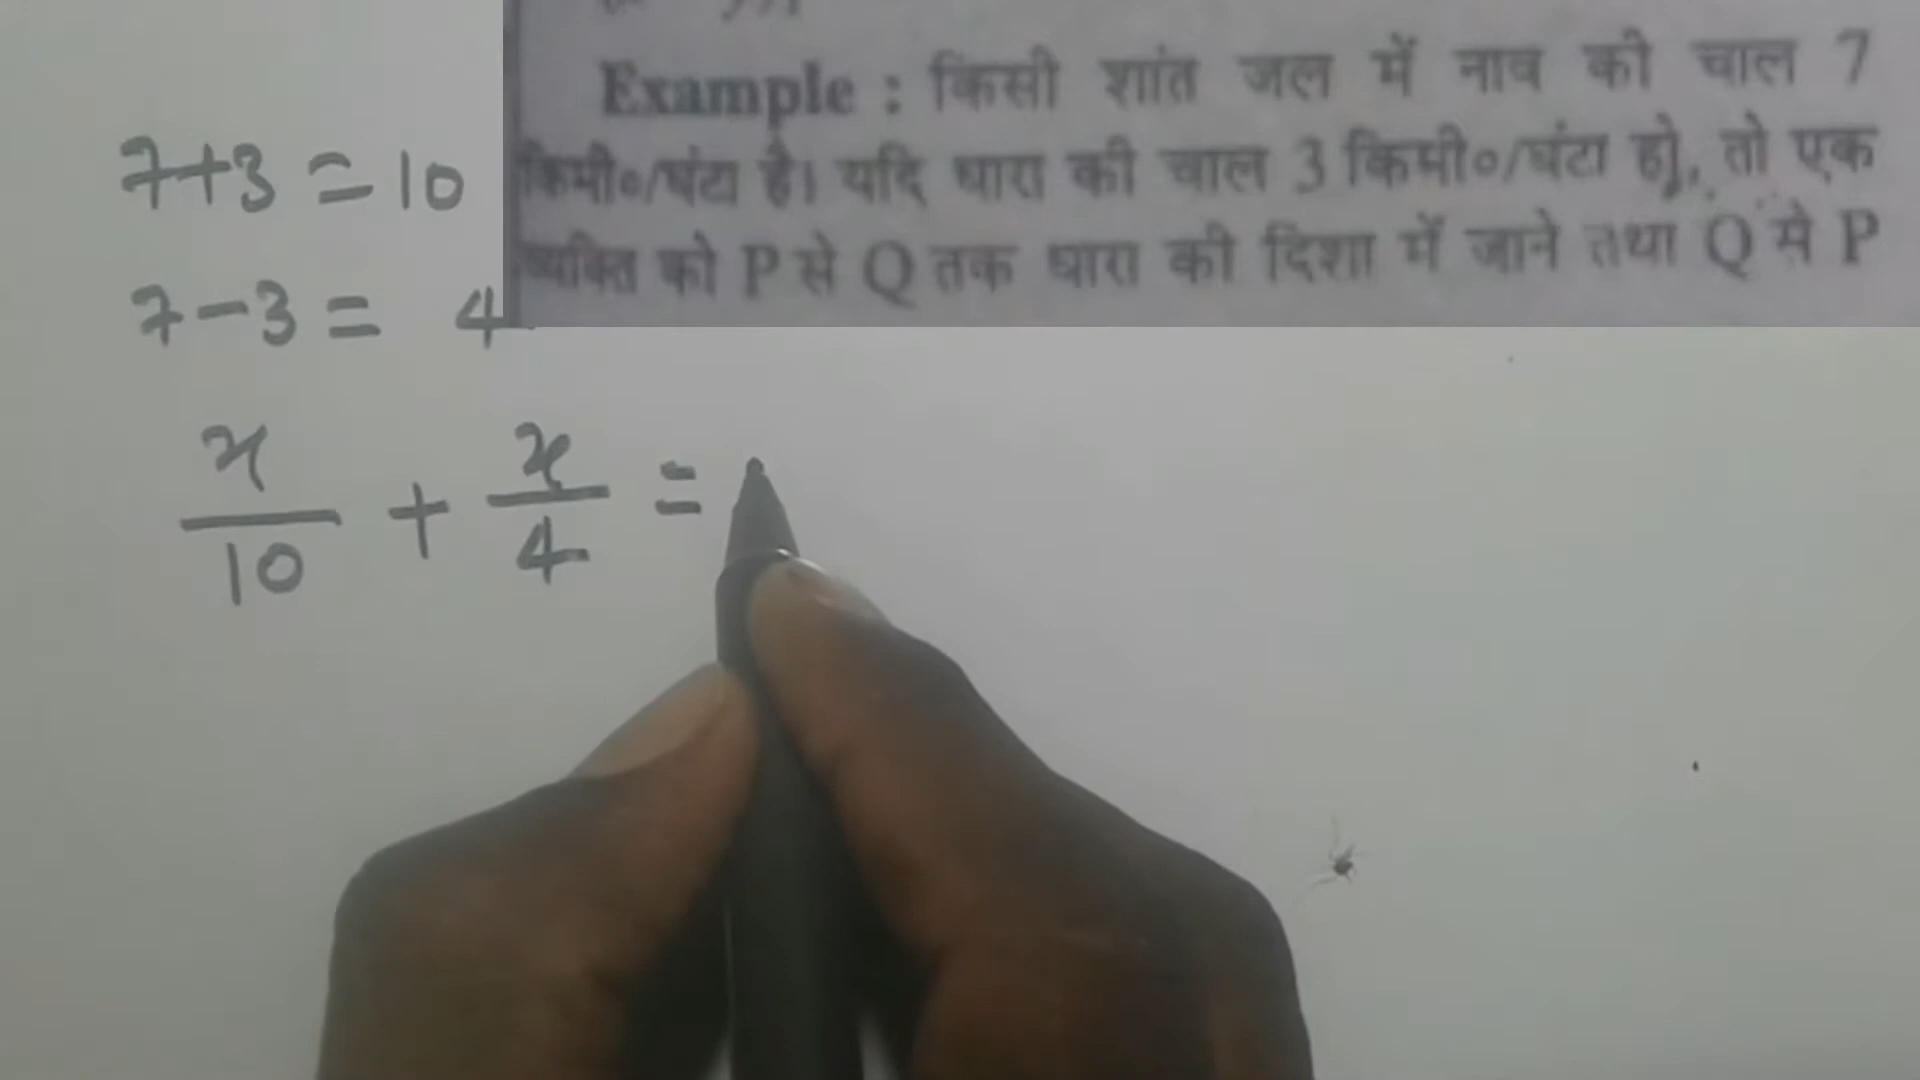 7+3 = 10
7-3 = 4
x/10 + x/4 =
Example : किसी शांत जल में नाव की चाल 7
किमी०/घंटा है। यदि धारा की चाल 3 किमी०/घंटा हो, तो एक
व्यक्ति को P से Q तक धारा की दिशा में जाने तथा Q से P